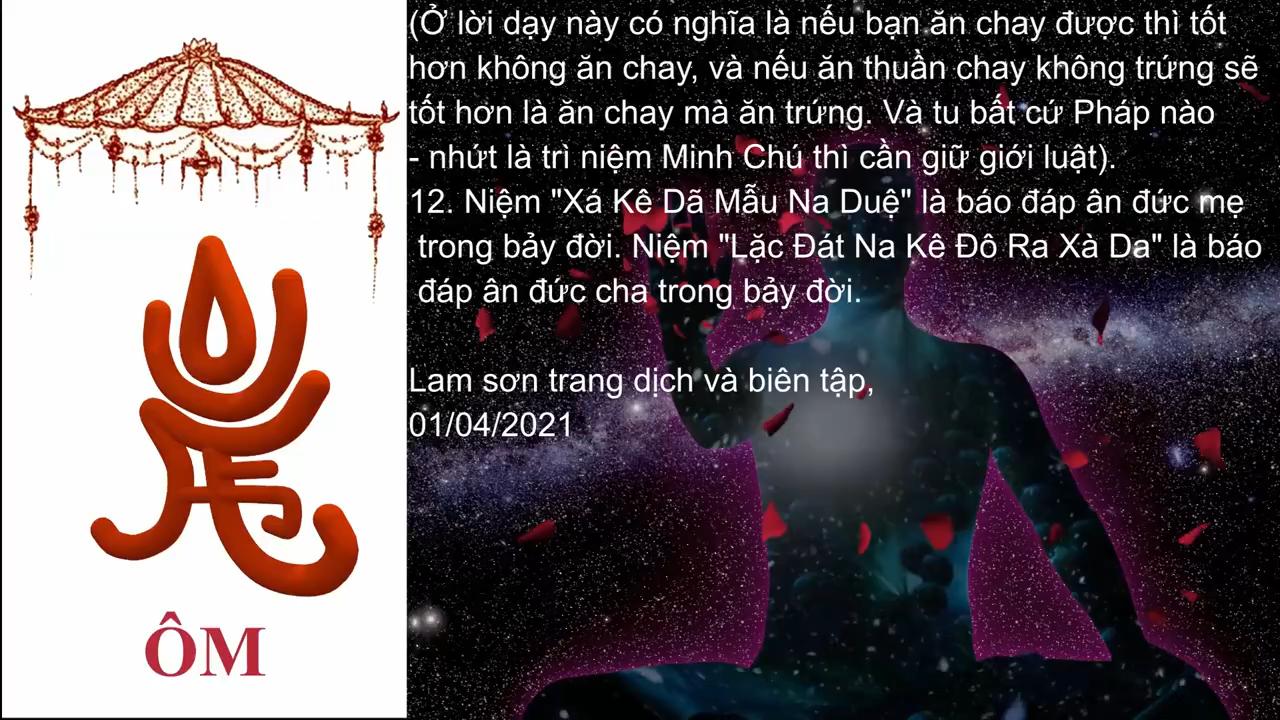 (Ở lời dạy này có nghĩa là nếu bạn ăn chay được thì tốt
hơn không ăn chay, và nếu ăn thuần chay không trứng sẽ
tốt hơn là ăn chay mà ăn trứng. Và tu bất cứ Pháp nào
- nhứt là trì niệm Minh Chú thì cần giữ giới luật).
12. Niệm "Xá Kê Dã Mẫu Na Duệ" là báo đáp ân đức mẹ
trong bảy đời. Niệm "Lặc Đát Na Kê Đô Ra Xà Da" là báo
đáp ân đức cha trong bảy đời.
Lam sơn trang dịch và biên tập,
01/04/2021
ÔM